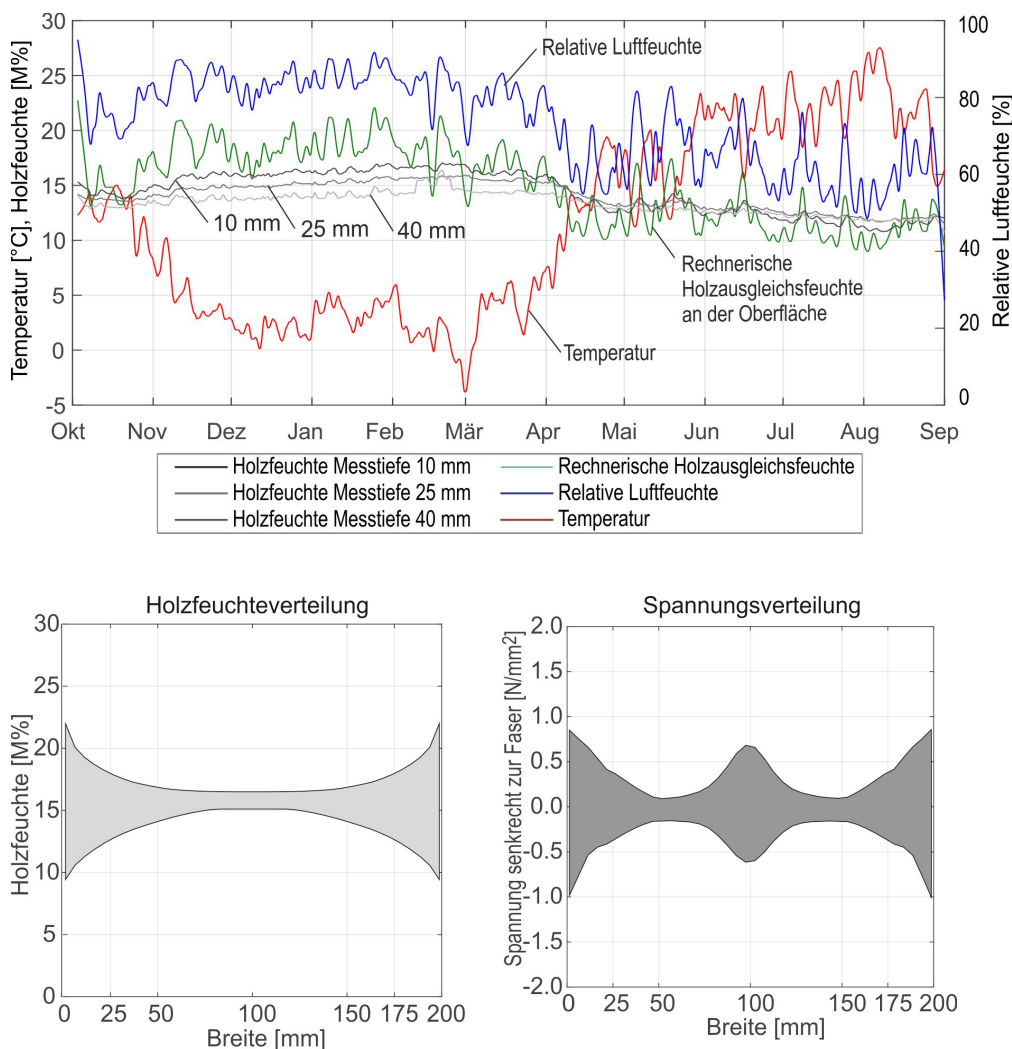 Temperatur [°C], Holzfeuchte [M%]
30
25
20
15
10
5
0
-5
100
80
60
40
20
0
Relative Luftfeuchte [%]
Relative Luftfeuchte
10 mm
25 mm
40 mm
Rechnerische
Holzausgleichsfeuchte
an der Oberfläche
Temperatur
Okt Nov Dez Jan Feb Mär Apr Mai Jun Jul Aug Sep
Holzfeuchte Messtiefe 10 mm
Holzfeuchte Messtiefe 25 mm
Holzfeuchte Messtiefe 40 mm
Rechnerische Holzausgleichsfeuchte
Relative Luftfeuchte
Temperatur
Holzfeuchteverteilung
Holzfeuchte [M%]
30
25
20
15
10
5
0
0 25 50 100 150 175 200
Breite [mm]
Spannungsverteilung
Spannung senkrecht zur Faser [N/mm²]
2.0
1.5
1.0
0.5
0.0
-0.5
-1.0
-1.5
-2.0
0 25 50 100 150 175 200
Breite [mm]